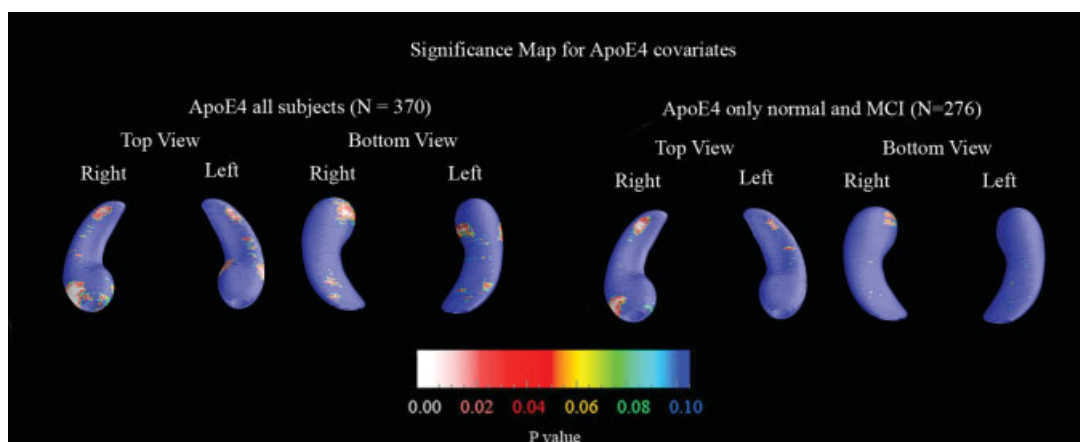 Significance Map for ApoE4 covariates
ApoE4 all subjects (N = 370)
ApoE4 only normal and MCI (N=276)
Top View
Bottom View
Top View
Bottom View
Right
Left
Right
Left
Right
Left
Right
Left
0.00 0.02 0.04 0.06 0.08 0.10
P value